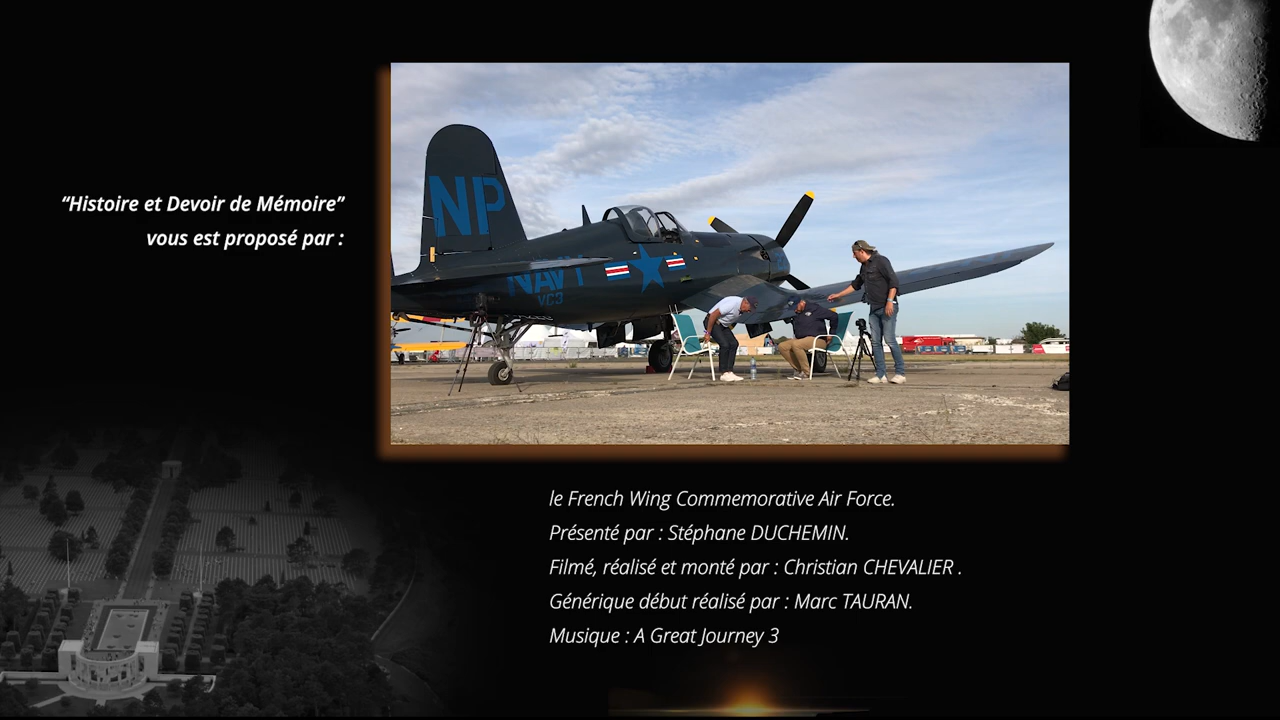 “Histoire et Devoir de Mémoire”
vous est proposé par :
NP
NAVY
VC3
le French Wing Commemorative Air Force.
Présenté par : Stéphane DUCHEMIN.
Filmé, réalisé et monté par : Christian CHEVALIER .
Générique début réalisé par : Marc TAURAN.
Musique : A Great Journey 3